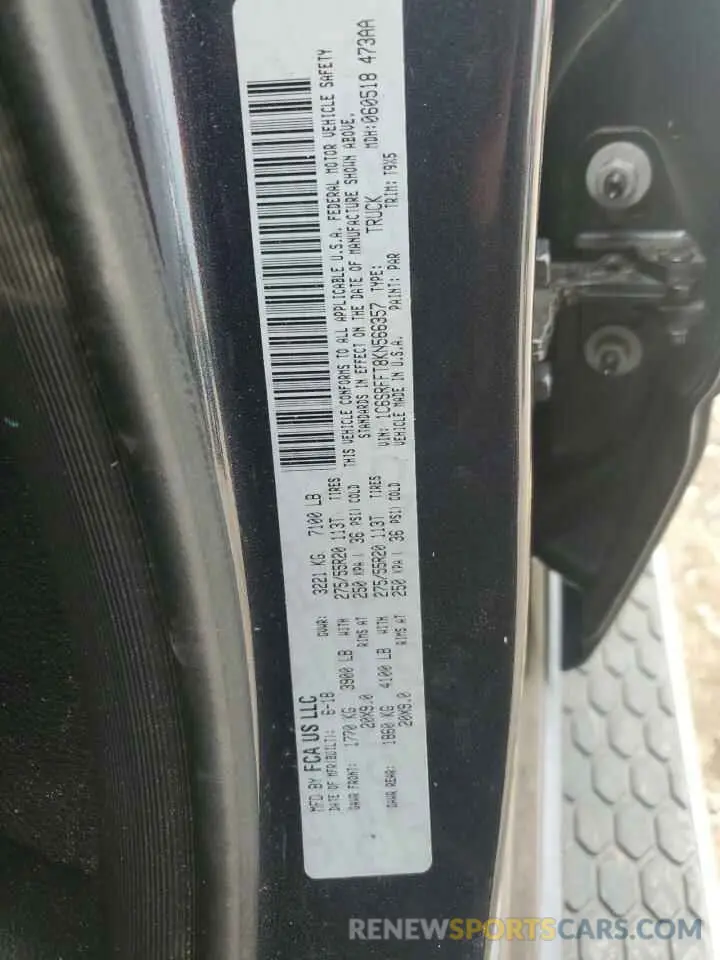 MFD BY FCA US LLC
DATE OF MFR(BUILT): 6-18 GVWR: 3221 KG 7100 LB
GAWR FRONT: 1770 KG 3900 LB WITH 275/55R20 113T TIRES
20X9.0 RIMS AT 250 KPA ( 36 PSI) COLD
GAWR REAR: 1860 KG 4100 LB WITH 275/55R20 113T TIRES
20X9.0 RIMS AT 250 KPA ( 36 PSI) COLD
THIS VEHICLE CONFORMS TO ALL APPLICABLE U.S.A. FEDERAL MOTOR VEHICLE SAFETY
STANDARDS IN EFFECT ON THE DATE OF MANUFACTURE SHOWN ABOVE.
VIN: 1C6SRFFT8KN566357 TYPE: TRUCK MDH:060518 473AA
VEHICLE MADE IN U.S.A. PAINT: PAR TRIM: T9X5
RENEWSPORTSCARS.COM